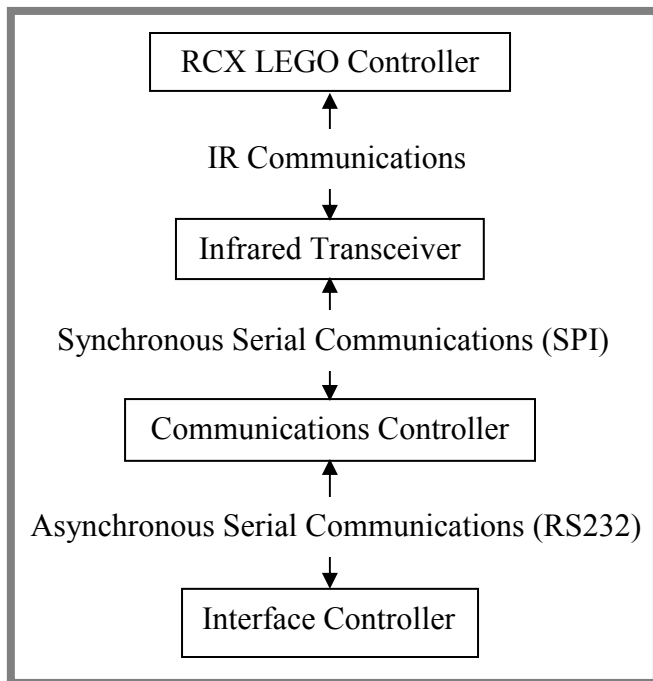 RCX LEGO Controller
IR Communications
Infrared Transceiver
Synchronous Serial Communications (SPI)
Communications Controller
Asynchronous Serial Communications (RS232)
Interface Controller